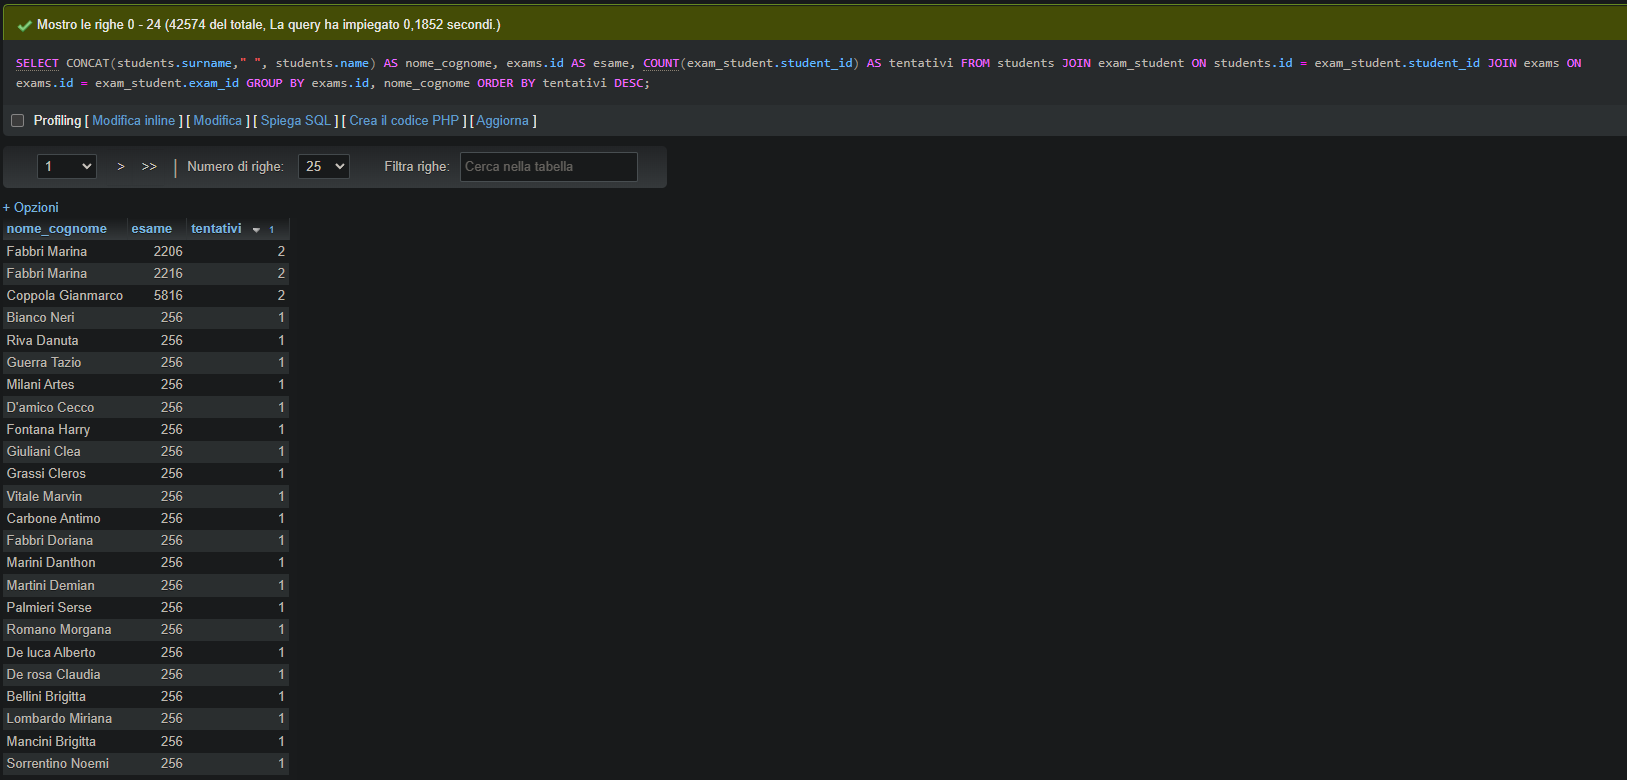 Mostro le righe 0 - 24 (42574 del totale, La query ha impiegato 0,1852 secondi.)
SELECT CONCAT(students.surname," ", students.name) AS nome_cognome, exams.id AS esame, COUNT(exam_student.student_id) AS tentativi FROM students JOIN exam_student ON students.id = exam_student.student_id JOIN exams ON
exams.id = exam_student.exam_id GROUP BY exams.id, nome_cognome ORDER BY tentativi DESC;
Profiling [ Modifica inline ] [ Modifica ] [ Spiega SQL ] [ Crea il codice PHP ] [ Aggiorna ]
1 > >> | Numero di righe: 25 Filtra righe: Cerca nella tabella
+ Opzioni
nome_cognome esame tentativi 1
Fabbri Marina 2206 2
Fabbri Marina 2216 2
Coppola Gianmarco 5816 2
Bianco Neri 256 1
Riva Danuta 256 1
Guerra Tazio 256 1
Milani Artes 256 1
D'amico Cecco 256 1
Fontana Harry 256 1
Giuliani Clea 256 1
Grassi Cleros 256 1
Vitale Marvin 256 1
Carbone Antimo 256 1
Fabbri Doriana 256 1
Marini Danthon 256 1
Martini Demian 256 1
Palmieri Serse 256 1
Romano Morgana 256 1
De luca Alberto 256 1
De rosa Claudia 256 1
Bellini Brigitta 256 1
Lombardo Miriana 256 1
Mancini Brigitta 256 1
Sorrentino Noemi 256 1